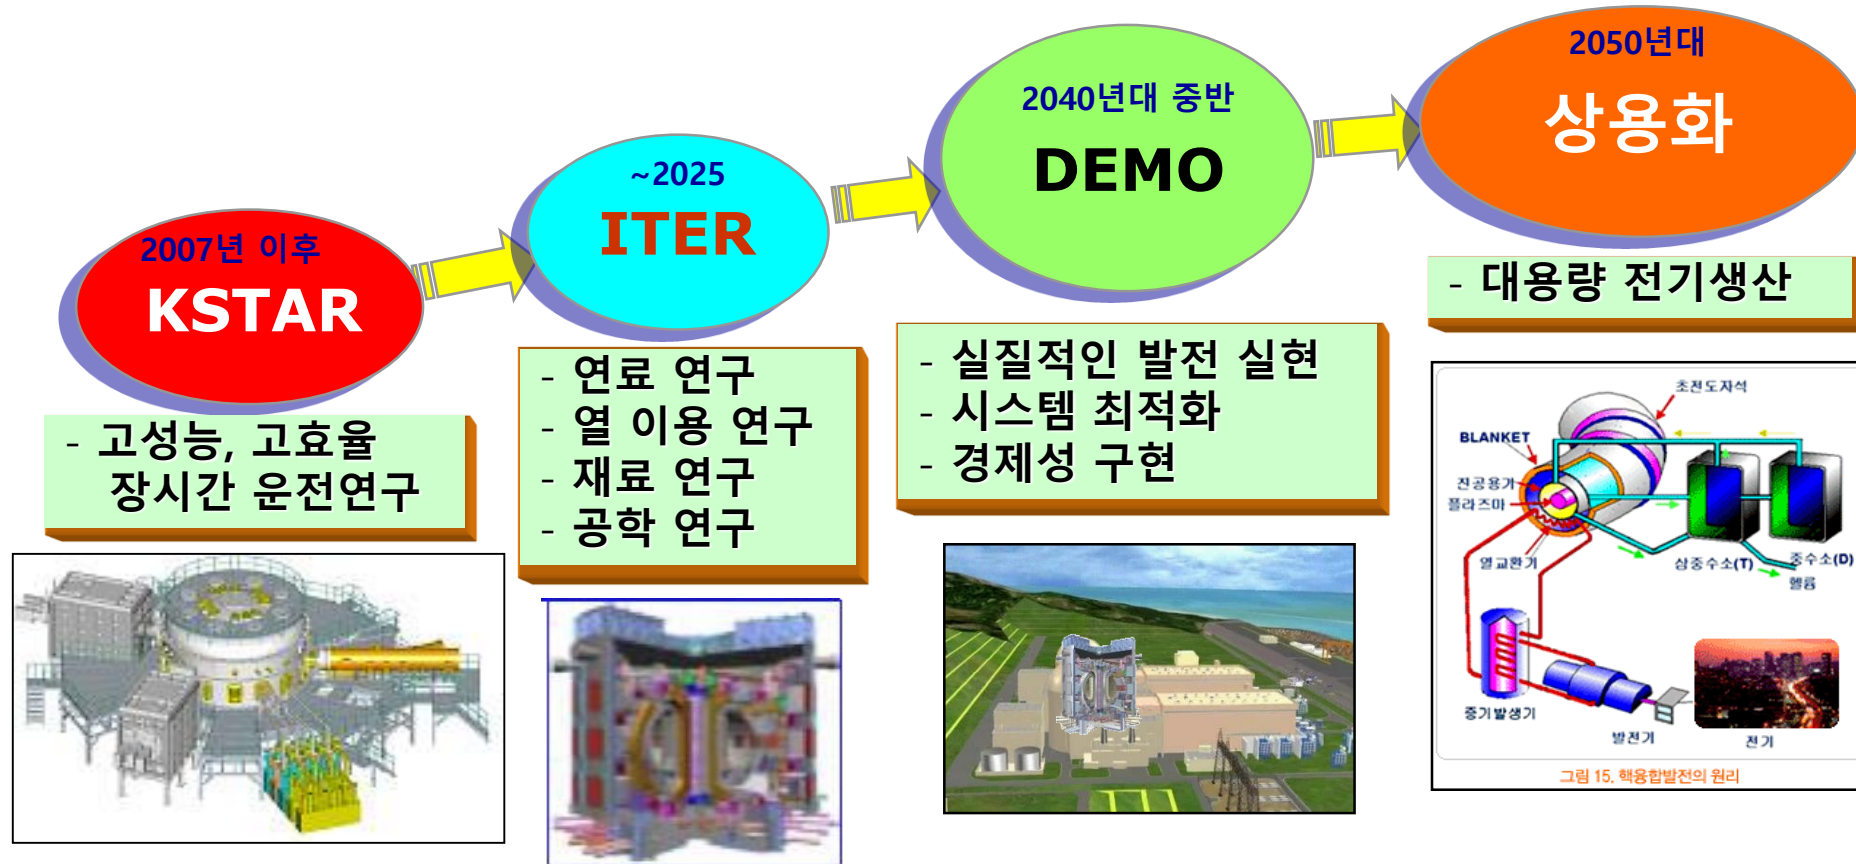 2007년 이후
KSTAR
- 고성능, 고효율
장시간 운전연구
~2025
ITER
- 연료 연구
- 열 이용 연구
- 재료 연구
- 공학 연구
2040년대 중반
DEMO
- 실질적인 발전 실현
- 시스템 최적화
- 경제성 구현
2050년대
상용화
- 대용량 전기생산
초전도자석
BLANKET
진공용기
플라즈마
열교환기
삼중수소(T)
중수소(D)
헬륨
증기발생기
발전기
전기
그림 15. 핵융합발전의 원리